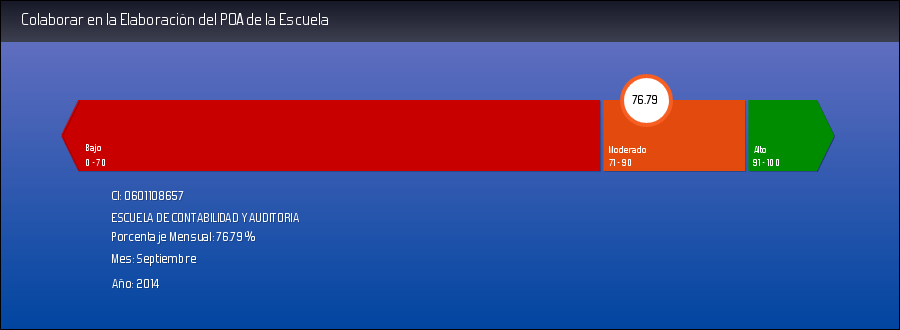 Colaborar en la Elaboración del POA de la Escuela
76.79
Bajo
0 - 70
Moderado
71 - 90
Alto
91 - 100
CI: 0601108657
ESCUELA DE CONTABILIDAD Y AUDITORIA
Porcentaje Mensual: 76.79 %
Mes: Septiembre
Año: 2014